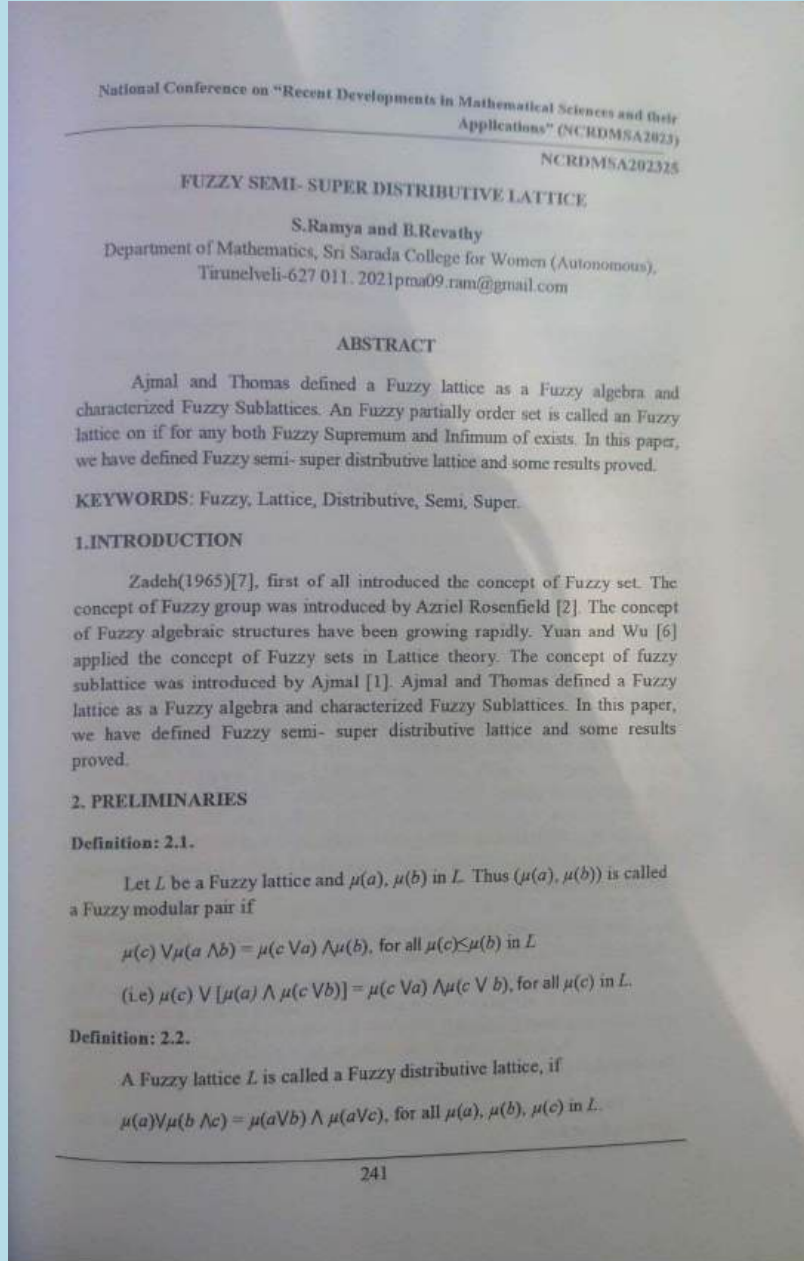 National Conference on "Recent Developments in Mathematical Sciences and their
Applications" (NCRDMSA2023)
NCRDMSA202325
FUZZY SEMI- SUPER DISTRIBUTIVE LATTICE
S.Ramya and B.Revathy
Department of Mathematics, Sri Sarada College for Women (Autonomous),
Tirunelveli-627 011. 2021pma09.ram@gmail.com
ABSTRACT
Ajmal and Thomas defined a Fuzzy lattice as a Fuzzy algebra and
characterized Fuzzy Sublattices. An Fuzzy partially order set is called an Fuzzy
lattice on if for any both Fuzzy Supremum and Infimum of exists. In this paper,
we have defined Fuzzy semi- super distributive lattice and some results proved.
KEYWORDS: Fuzzy, Lattice, Distributive, Semi, Super.
1.INTRODUCTION
Zadeh(1965)[7], first of all introduced the concept of Fuzzy set. The
concept of Fuzzy group was introduced by Azriel Rosenfield [2]. The concept
of Fuzzy algebraic structures have been growing rapidly. Yuan and Wu [6]
applied the concept of Fuzzy sets in Lattice theory. The concept of fuzzy
sublattice was introduced by Ajmal [1]. Ajmal and Thomas defined a Fuzzy
lattice as a Fuzzy algebra and characterized Fuzzy Sublattices. In this paper,
we have defined Fuzzy semi- super distributive lattice and some results
proved.
2. PRELIMINARIES
Definition: 2.1.
Let L be a Fuzzy lattice and μ(a), μ(b) in L. Thus (μ(a), μ(b)) is called
a Fuzzy modular pair if
μ(c) Vμ(a Λb) = μ(c Va) Λμ(b), for all μ(c)≤μ(b) in L
(i.e) μ(c) V [μ(a) Λ μ(c Vb)] = μ(c Va) Λμ(c V b), for all μ(c) in L.
Definition: 2.2.
A Fuzzy lattice L is called a Fuzzy distributive lattice, if
μ(a)Vμ(b Λc) = μ(aVb) Λ μ(aVc), for all μ(a), μ(b), μ(c) in L.
241